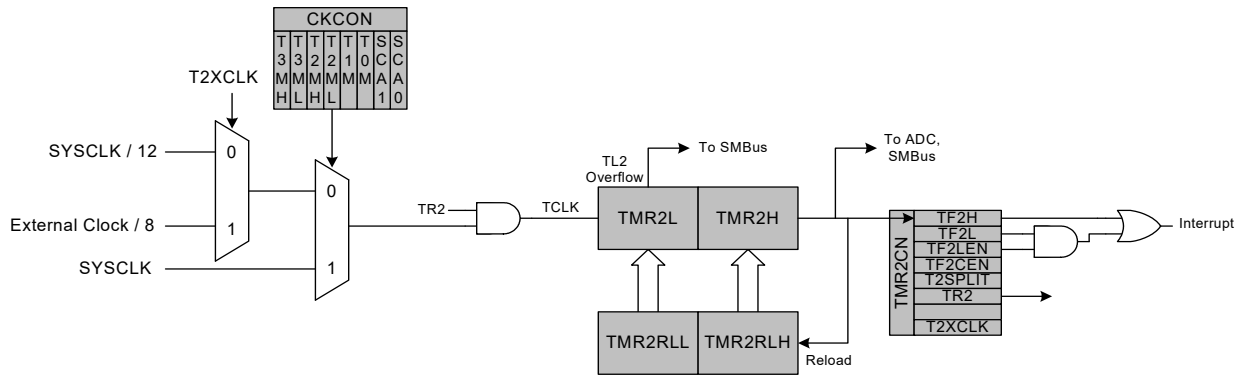 CKCON
T3MH
T3ML
T2MH
T2ML
T1M
T0M
SCA1
SCA0
T2XCLK
SYSCLK / 12
0
External Clock / 8
1
SYSCLK
0
1
TR2
TCLK
TL2
Overflow
To SMBus
To ADC,
SMBus
TMR2L
TMR2H
TMR2RLL
TMR2RLH
Reload
TMR2CN
TF2H
TF2L
TF2LEN
TF2CEN
T2SPLIT
TR2
T2XCLK
Interrupt